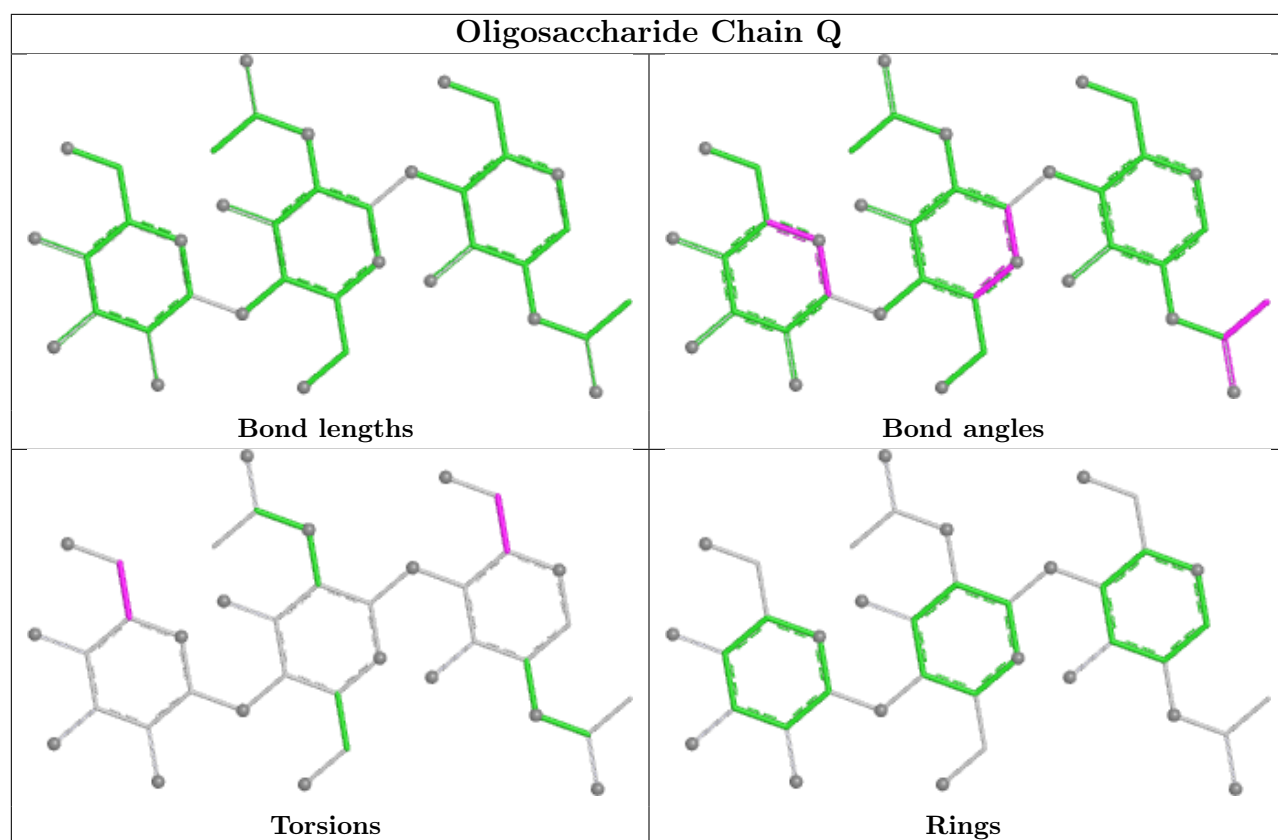 Oligosaccharide Chain Q
Bond lengths
Bond angles
Torsions
Rings